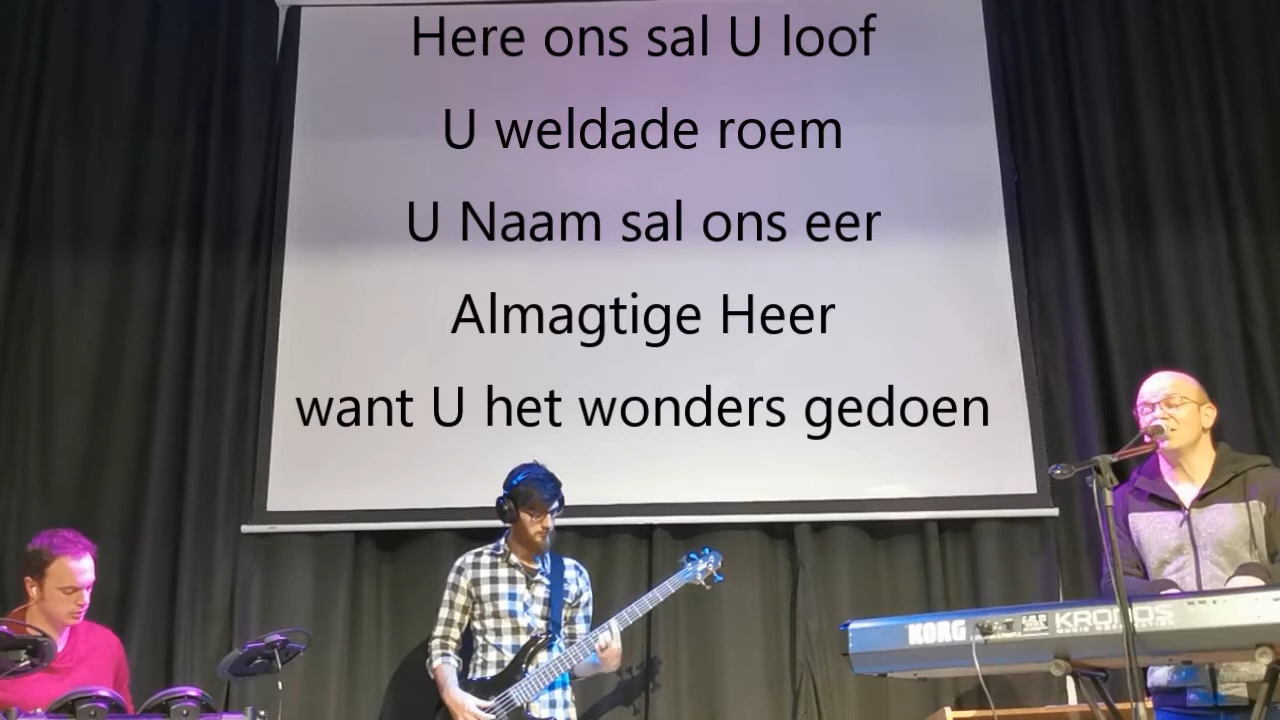 Here ons sal U loof
U weldade roem
U Naam sal ons eer
Almagtige Heer
want U het wonders gedoen
KORG
KRONOS